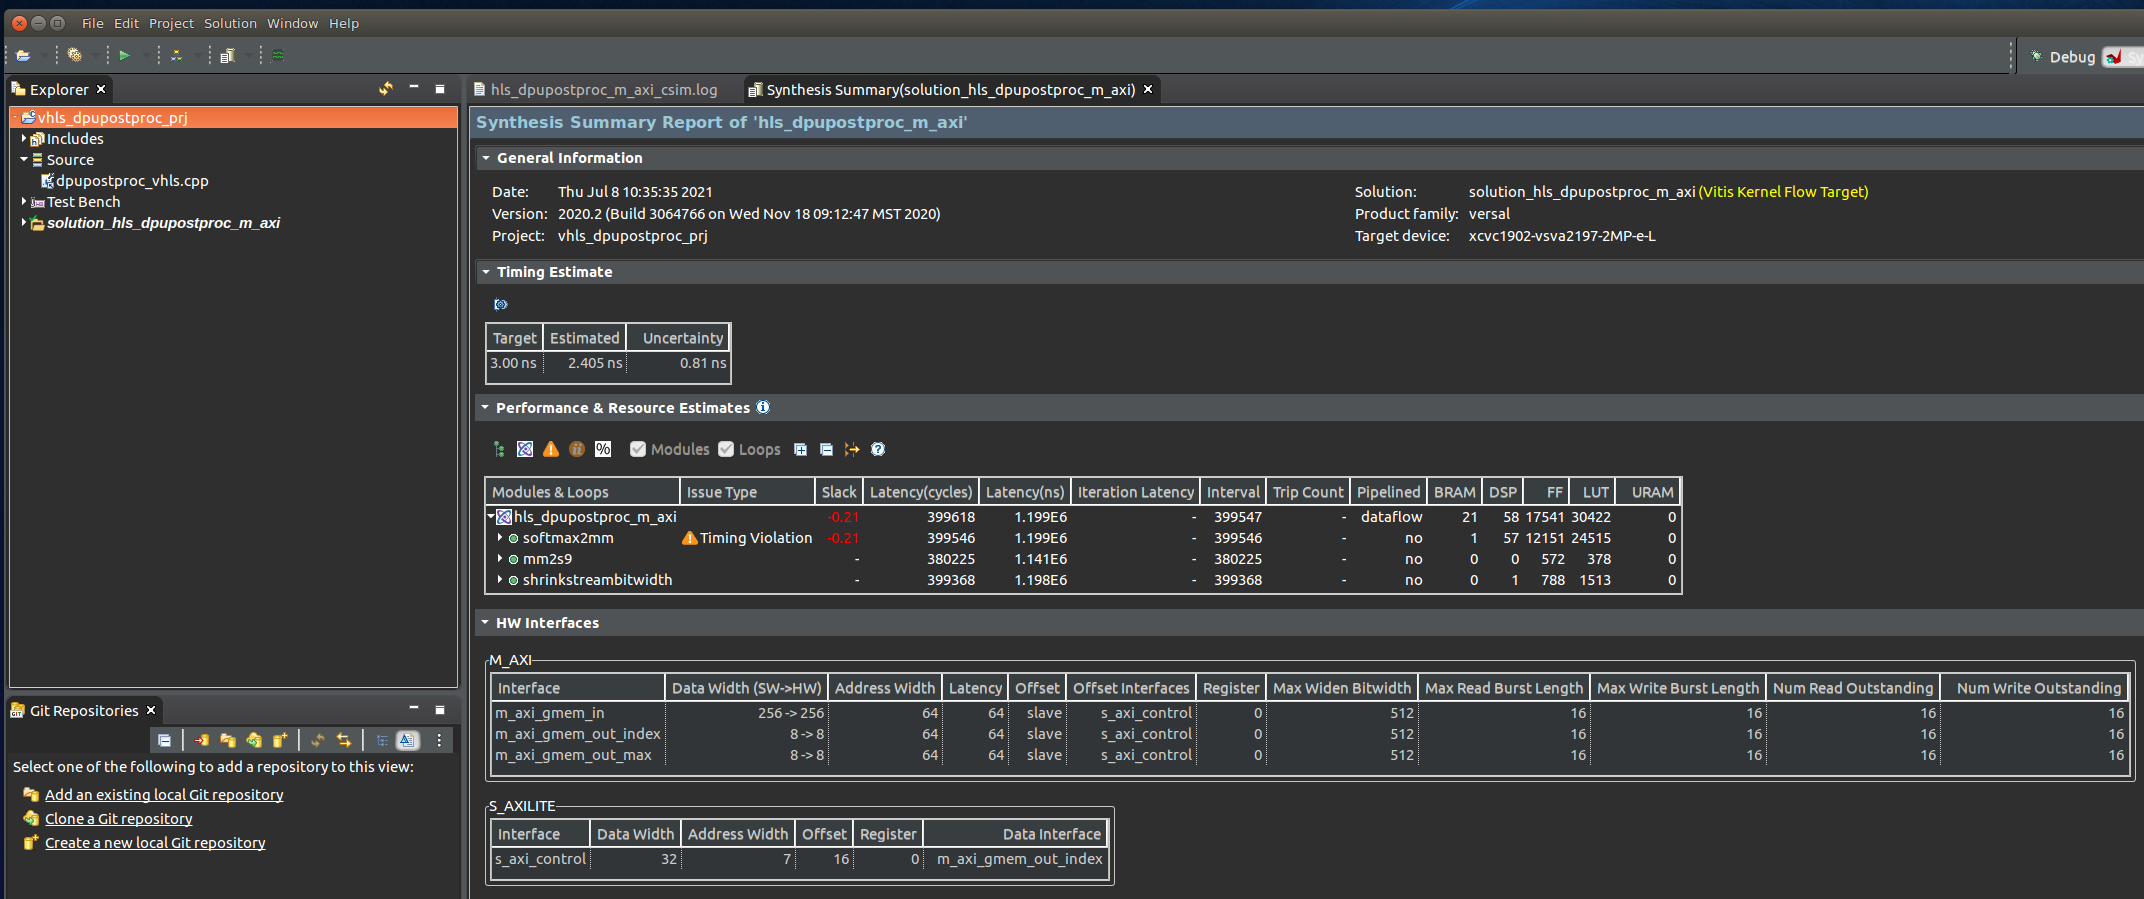 File Edit Project Solution Window Help
Debug
Explorer
vhls_dpupostproc_prj
Includes
Source
dpupostproc_vhls.cpp
Test Bench
solution_hls_dpupostproc_m_axi
hls_dpupostproc_m_axi_csim.log
Synthesis Summary(solution_hls_dpupostproc_m_axi)
Synthesis Summary Report of 'hls_dpupostproc_m_axi'
General Information
Date: Thu Jul 8 10:35:35 2021
Version: 2020.2 (Build 3064766 on Wed Nov 18 09:12:47 MST 2020)
Project: vhls_dpupostproc_prj
Solution: solution_hls_dpupostproc_m_axi (Vitis Kernel Flow Target)
Product family: versal
Target device: xcvc1902-vsva2197-2MP-e-L
Timing Estimate
Target Estimated Uncertainty
3.00 ns 2.405 ns 0.81 ns
Performance & Resource Estimates
% Modules Loops
Modules & Loops Issue Type Slack Latency(cycles) Latency(ns) Iteration Latency Interval Trip Count Pipelined BRAM DSP FF LUT URAM
hls_dpupostproc_m_axi -0.21 399618 1.199E6 - 399547 - dataflow 21 58 17541 30422 0
softmax2mm Timing Violation -0.21 399546 1.199E6 - 399546 - no 1 57 12151 24515 0
mm2s9 - 380225 1.141E6 - 380225 - no 0 0 572 378 0
shrinkstreambitwidth - 399368 1.198E6 - 399368 - no 0 1 788 1513 0
HW Interfaces
M_AXI
Interface Data Width (SW->HW) Address Width Latency Offset Offset Interfaces Register Max Widen Bitwidth Max Read Burst Length Max Write Burst Length Num Read Outstanding Num Write Outstanding
m_axi_gmem_in 256 -> 256 64 64 slave s_axi_control 0 512 16 16 16 16
m_axi_gmem_out_index 8 -> 8 64 64 slave s_axi_control 0 512 16 16 16 16
m_axi_gmem_out_max 8 -> 8 64 64 slave s_axi_control 0 512 16 16 16 16
S_AXILITE
Interface Data Width Address Width Offset Register Data Interface
s_axi_control 32 7 16 0 m_axi_gmem_out_index
Git Repositories
Select one of the following to add a repository to this view:
Add an existing local Git repository
Clone a Git repository
Create a new local Git repository